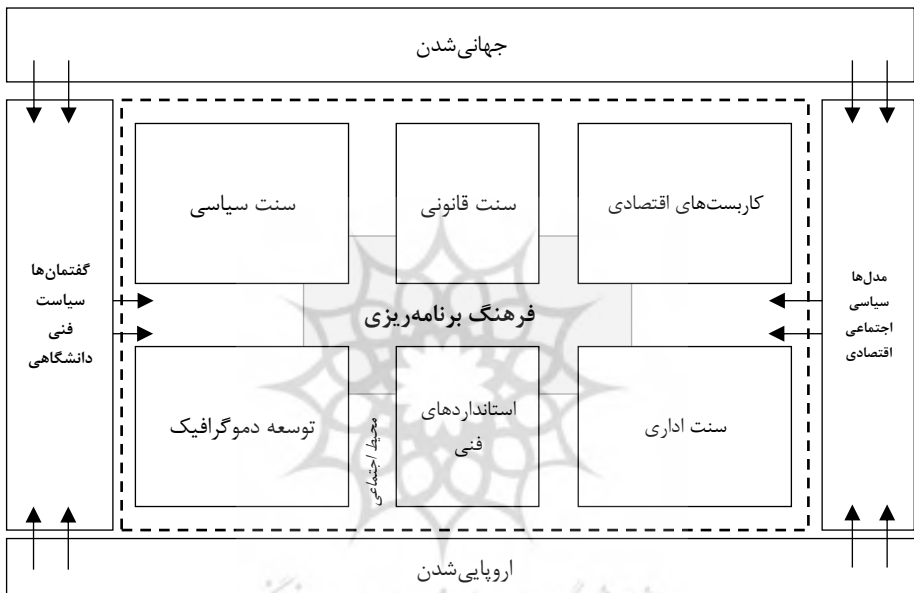 جهانی‌شدن
کاربست‌های اقتصادی
سنت قانونی
سنت سیاسی
مدل‌ها
سیاسی
اجتماعی
اقتصادی
فرهنگ برنامه‌ریزی
گفتمان‌ها
سیاست
فنی
دانشگاهی
سنت اداری
استانداردهای
فنی
محیط اجتماعی
توسعه دموگرافیک
اروپایی‌شدن